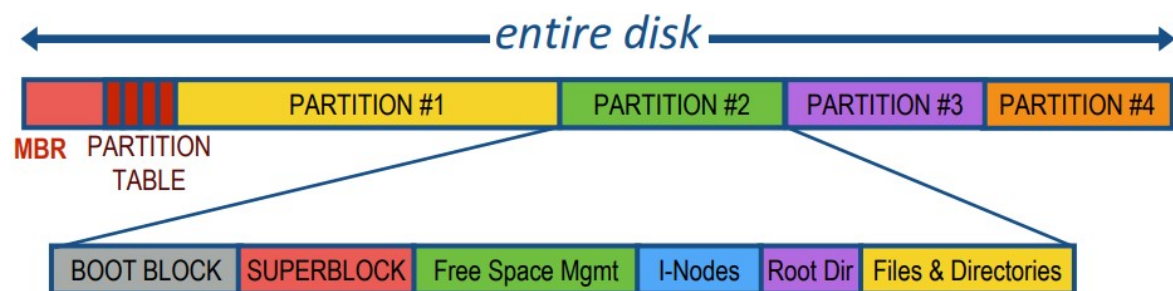 entire disk
PARTITION #1 PARTITION #2 PARTITION #3 PARTITION #4
MBR PARTITION
TABLE
BOOT BLOCK SUPERBLOCK Free Space Mgmt I-Nodes Root Dir Files & Directories